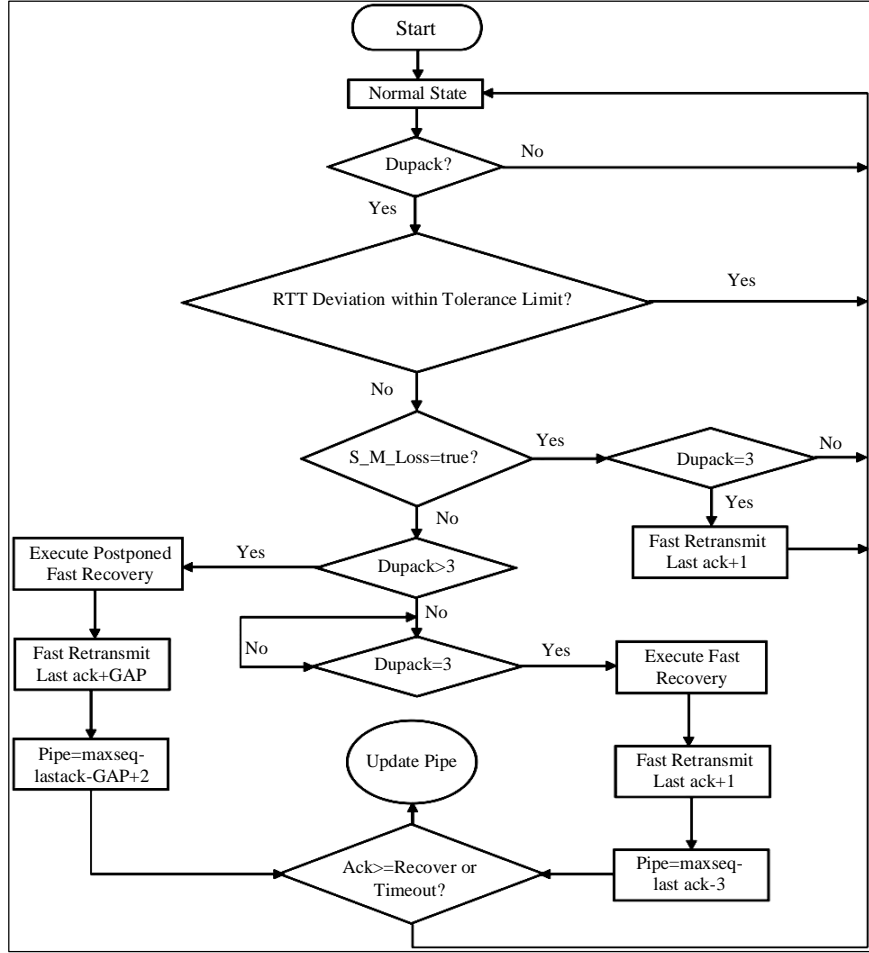 Start
Normal State
Dupack?
No
Yes
RTT Deviation within Tolerance Limit?
Yes
No
S_M_Loss=true?
Yes
Dupack=3
No
Yes
No
Fast Retransmit
Last ack+1
Execute Postponed
Fast Recovery
Yes
Dupack>3
No
No
Dupack=3
Yes
Fast Retransmit
Last ack+GAP
Execute Fast
Recovery
Pipe=maxseq-
lastack-GAP+2
Update Pipe
Fast Retransmit
Last ack+1
Ack>=Recover or
Timeout?
Pipe=maxseq-
last ack-3